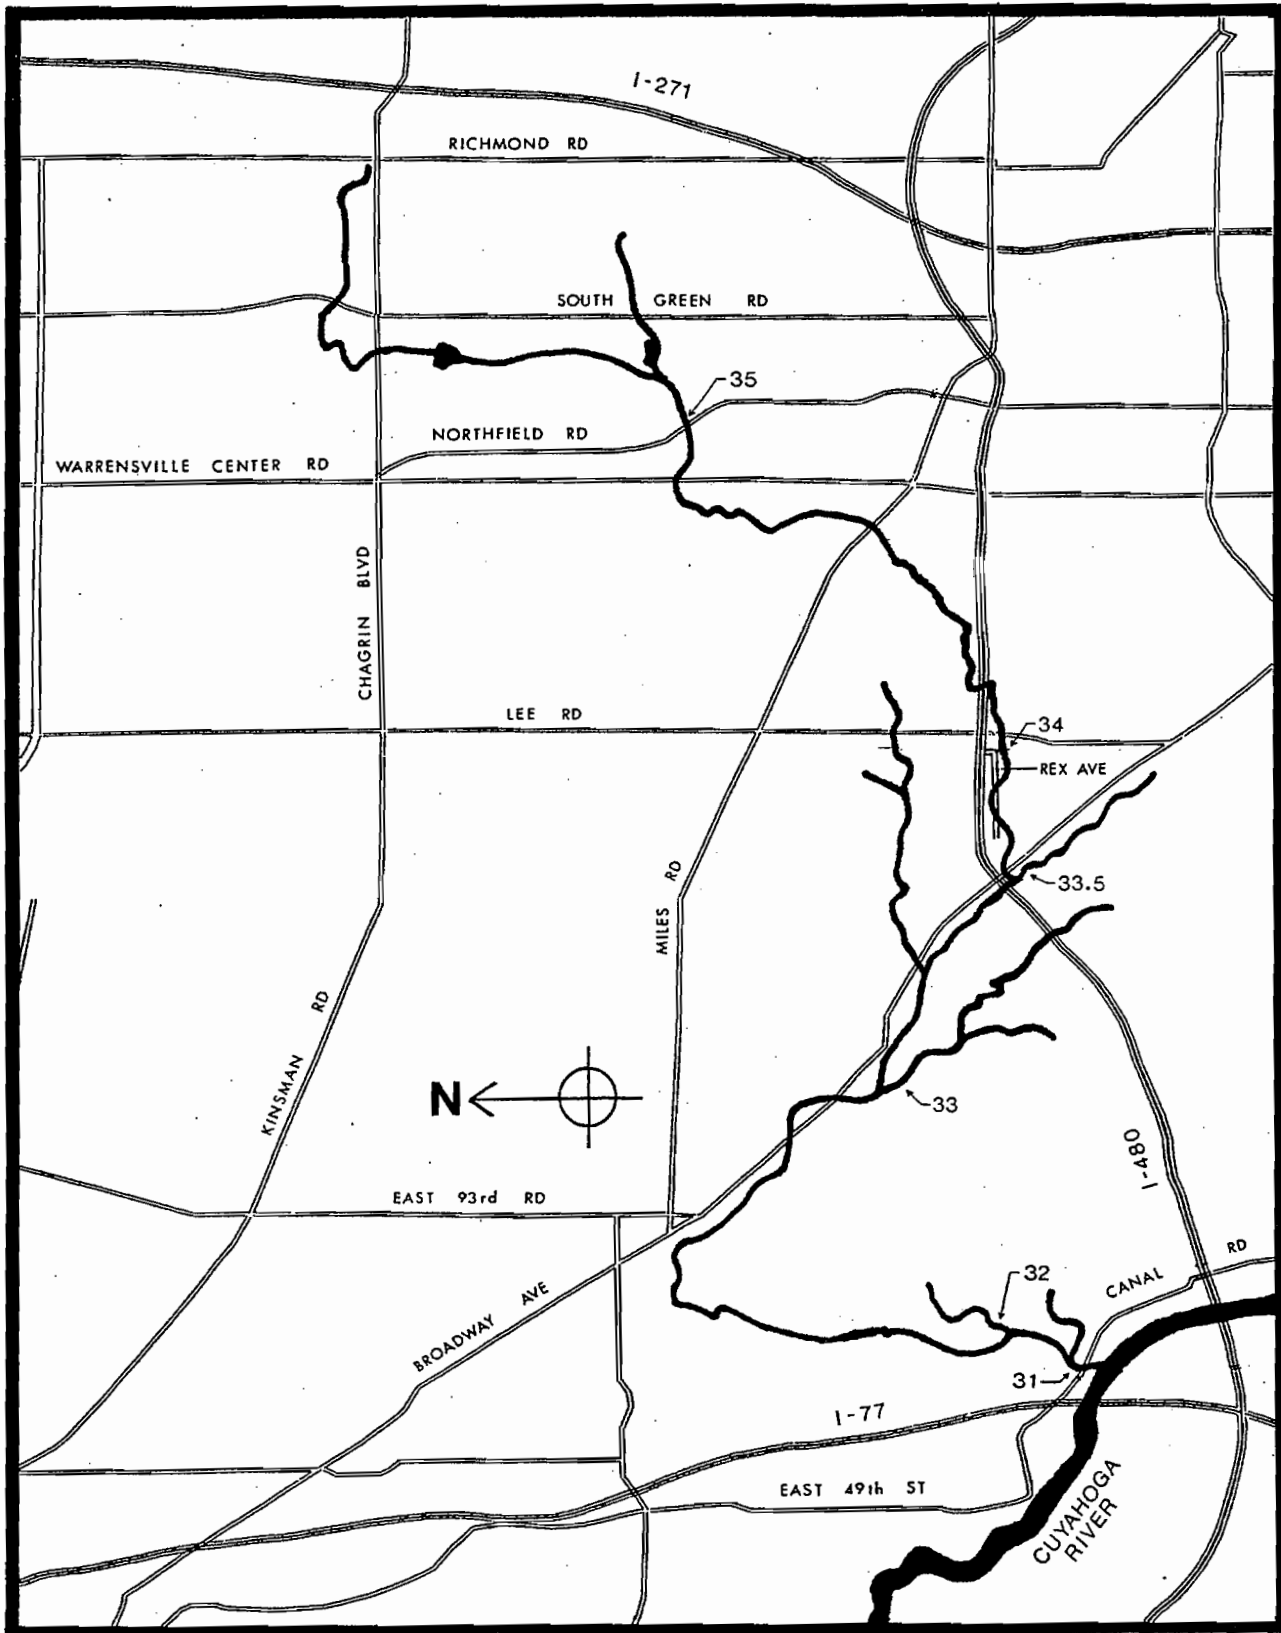 I-271
RICHMOND RD
SOUTH GREEN RD
35
NORTHFIELD RD
WARRENSVILLE CENTER RD
CHAGRIN BLVD
LEE RD
34
REX AVE
MILES RD
33.5
KINSMAN RD
N
33
I-480
EAST 93rd RD
CANAL RD
32
BROADWAY AVE
31
I-77
EAST 49th ST
CUYAHOGA
RIVER